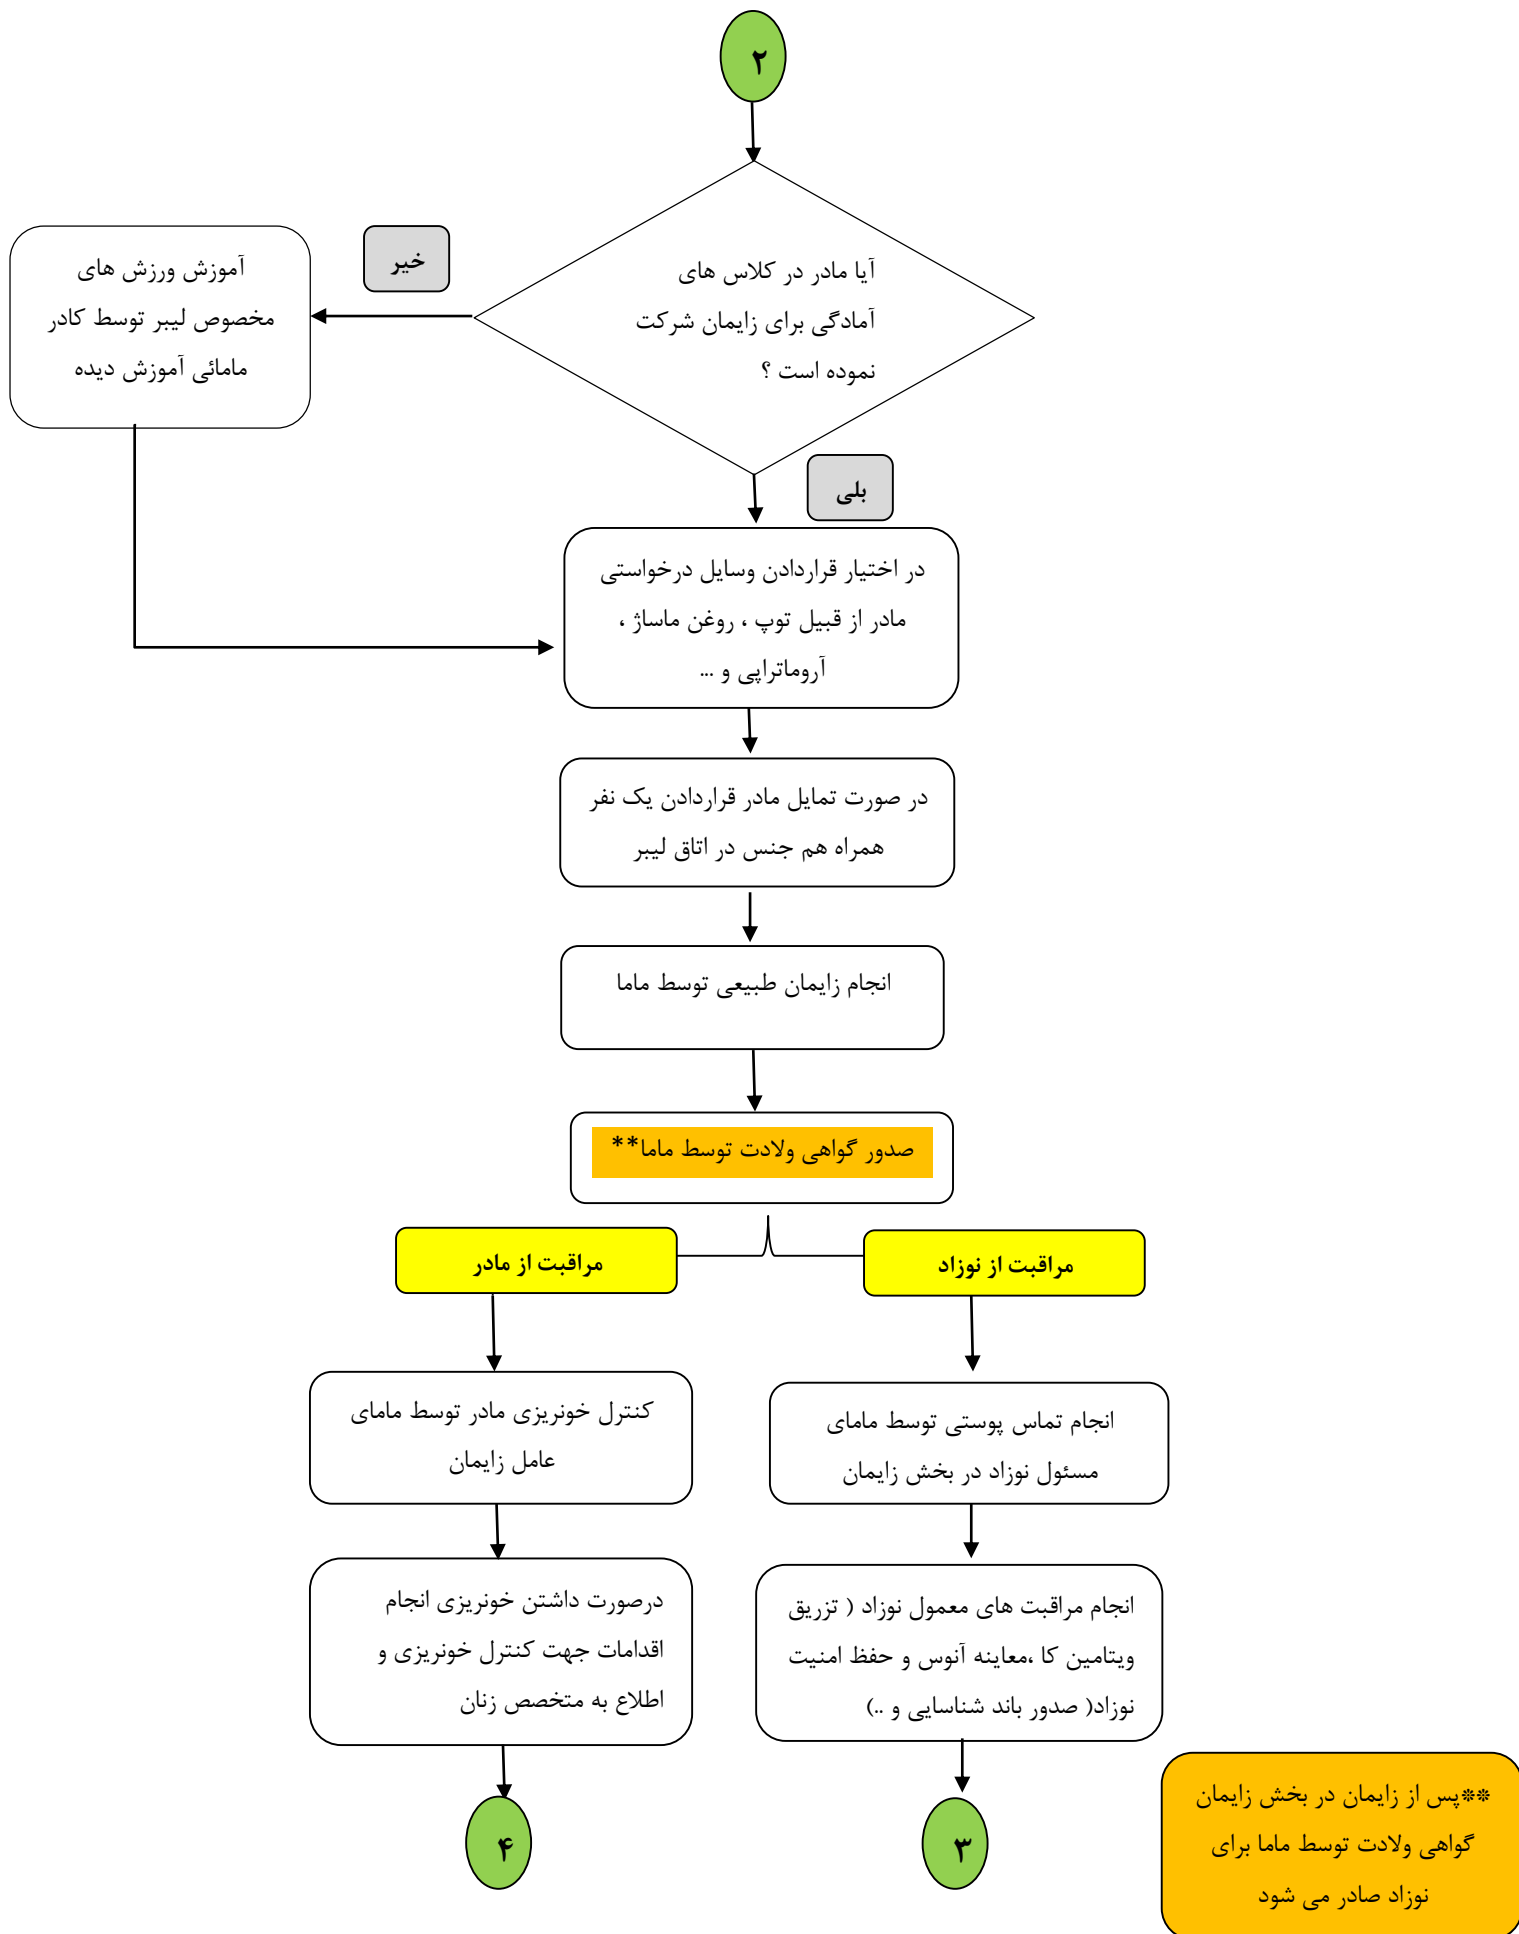 ۲
آیا مادر در کلاس های
آمادگی برای زایمان شرکت
نموده است ؟
خیر
آموزش ورزش های
مخصوص لیبر توسط کادر
مامائی آموزش دیده
بلی
در اختیار قراردادن وسایل درخواستی
مادر از قبیل توپ ، روغن ماساژ ،
آروماتراپی و ...
در صورت تمایل مادر قراردادن یک نفر
همراه هم جنس در اتاق لیبر
انجام زایمان طبیعی توسط ماما
صدور گواهی ولادت توسط ماما**
مراقبت از نوزاد
مراقبت از مادر
انجام تماس پوستی توسط مامای
مسئول نوزاد در بخش زایمان
کنترل خونریزی مادر توسط مامای
عامل زایمان
انجام مراقبت های معمول نوزاد ( تزریق
ویتامین کا ،معاینه آنوس و حفظ امنیت
نوزاد( صدور باند شناسایی و ..)
درصورت داشتن خونریزی انجام
اقدامات جهت کنترل خونریزی و
اطلاع به متخصص زنان
۳
۴
**پس از زایمان در بخش زایمان
گواهی ولادت توسط ماما برای
نوزاد صادر می شود